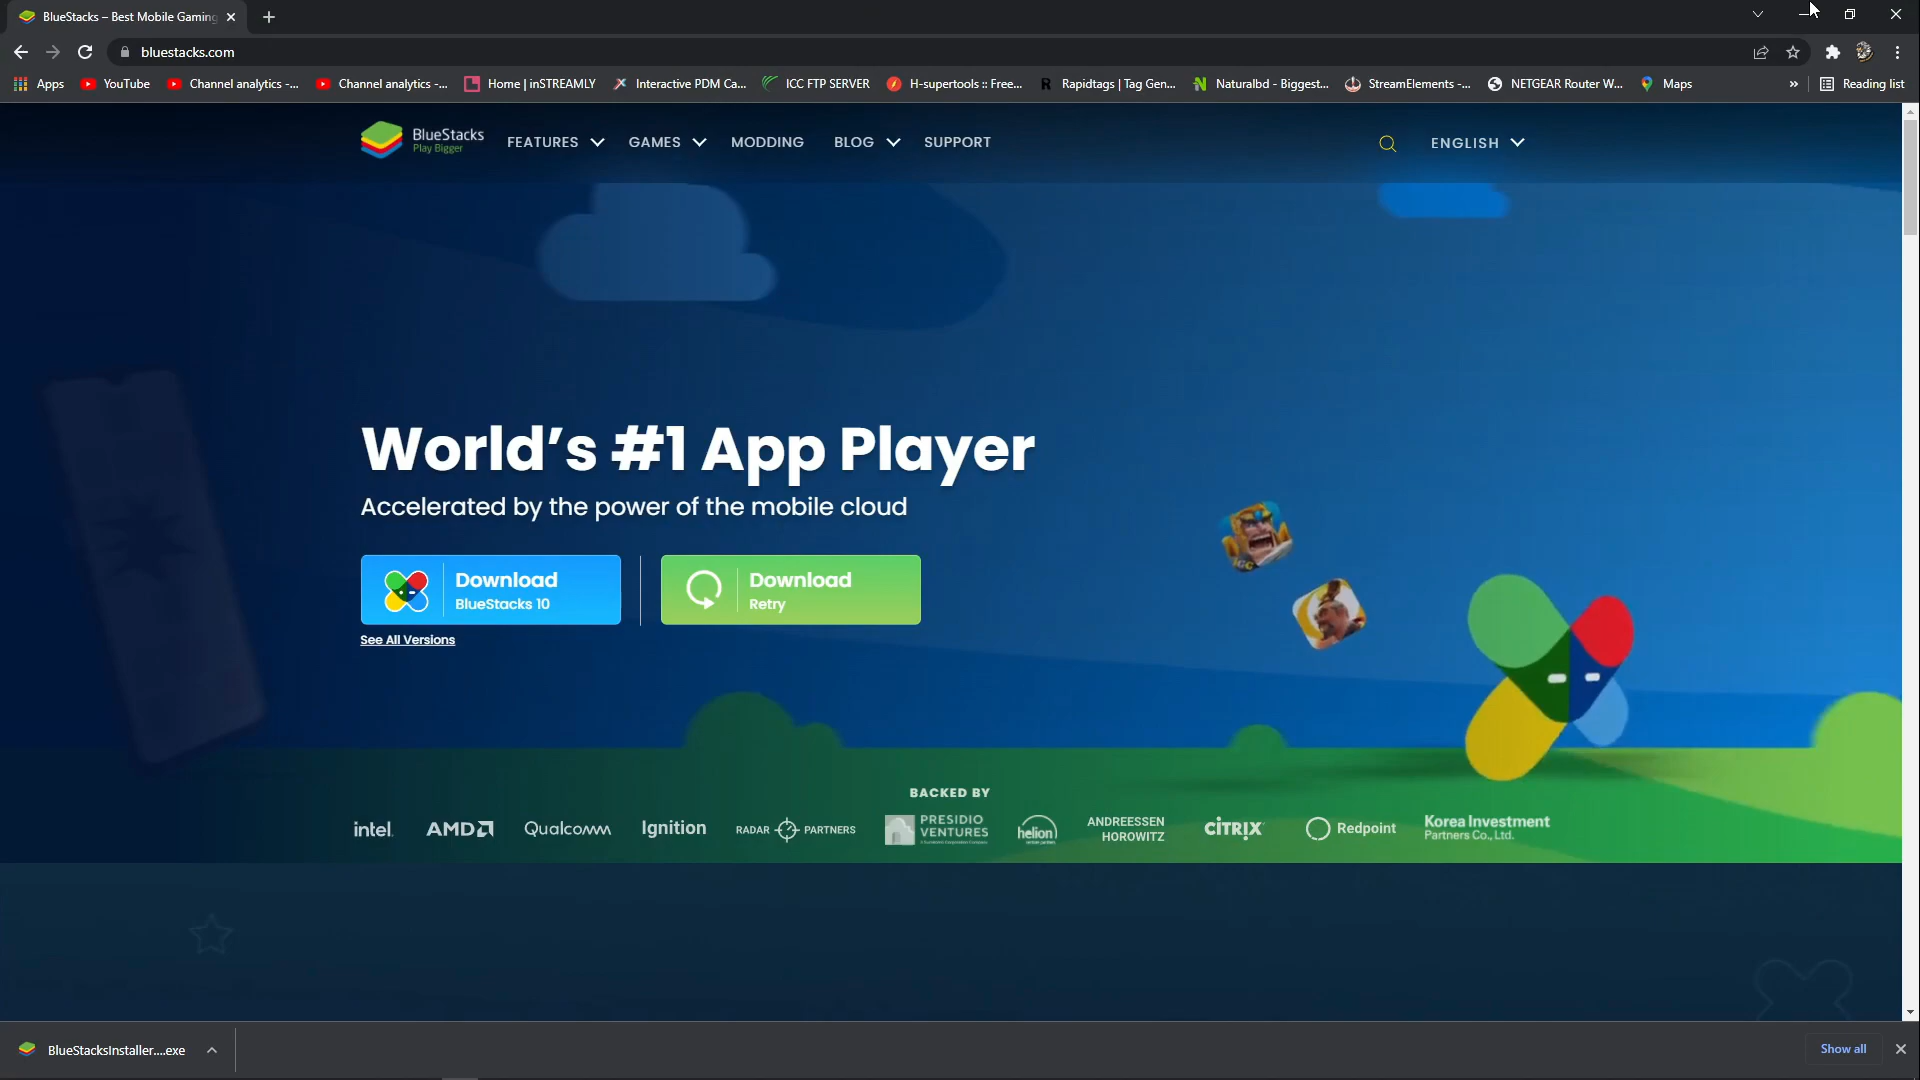 BlueStacks – Best Mobile Gaming
bluestacks.com
Apps
YouTube
Channel analytics -...
Channel analytics -...
Home | inSTREAMLY
Interactive PDM Ca...
ICC FTP SERVER
H-supertools :: Free...
Rapidtags | Tag Gen...
Naturalbd - Biggest...
StreamElements -...
NETGEAR Router W...
Maps
»
Reading list
BlueStacks
Play Bigger
FEATURES
GAMES
MODDING
BLOG
SUPPORT
ENGLISH
World's #1 App Player
Accelerated by the power of the mobile cloud
Download
BlueStacks 10
Download
Retry
See All Versions
BACKED BY
intel.
AMD
Qualcomm
Ignition
RADAR PARTNERS
PRESIDIO
VENTURES
helion
ANDREESSEN
HOROWITZ
CITRIX
Redpoint
Korea Investment
Partners Co., Ltd.
BlueStacksInstaller....exe
Show all